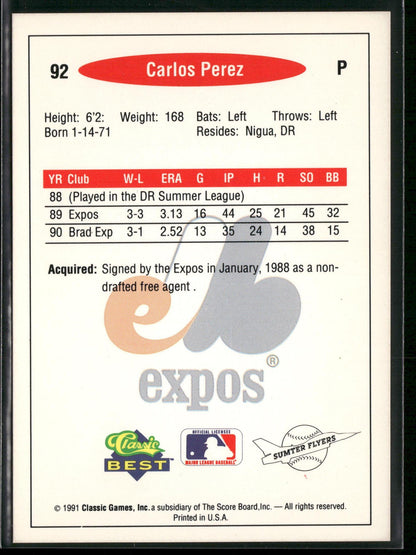 92 Carlos Perez P
Height: 6'2: Weight: 168 Bats: Left Throws: Left
Born 1-14-71 Resides: Nigua, DR
YR Club W-L ERA G IP H R SO BB
88 (Played in the DR Summer League)
89 Expos 3-3 3.13 16 44 25 21 45 32
90 Brad Exp 3-1 2.52 13 35 24 14 38 15
Acquired: Signed by the Expos in January, 1988 as a non-
drafted free agent .
eb
expos ®
Classic
BEST
OFFICIAL LICENSEE
MAJOR LEAGUE BASEBALL
SUMTER FLYERS
© 1991 Classic Games, Inc. a subsidiary of The Score Board,Inc. — All rights reserved.
Printed in U.S.A.